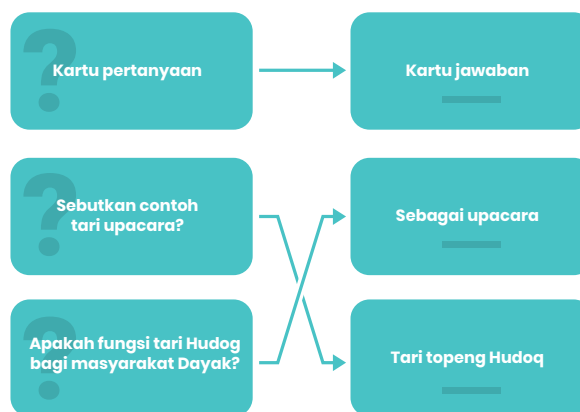 Kartu pertanyaan
Kartu jawaban
Sebutkan contoh
tari upacara?
Sebagai upacara
Apakah fungsi tari Hudog
bagi masyarakat Dayak?
Tari topeng Hudoq